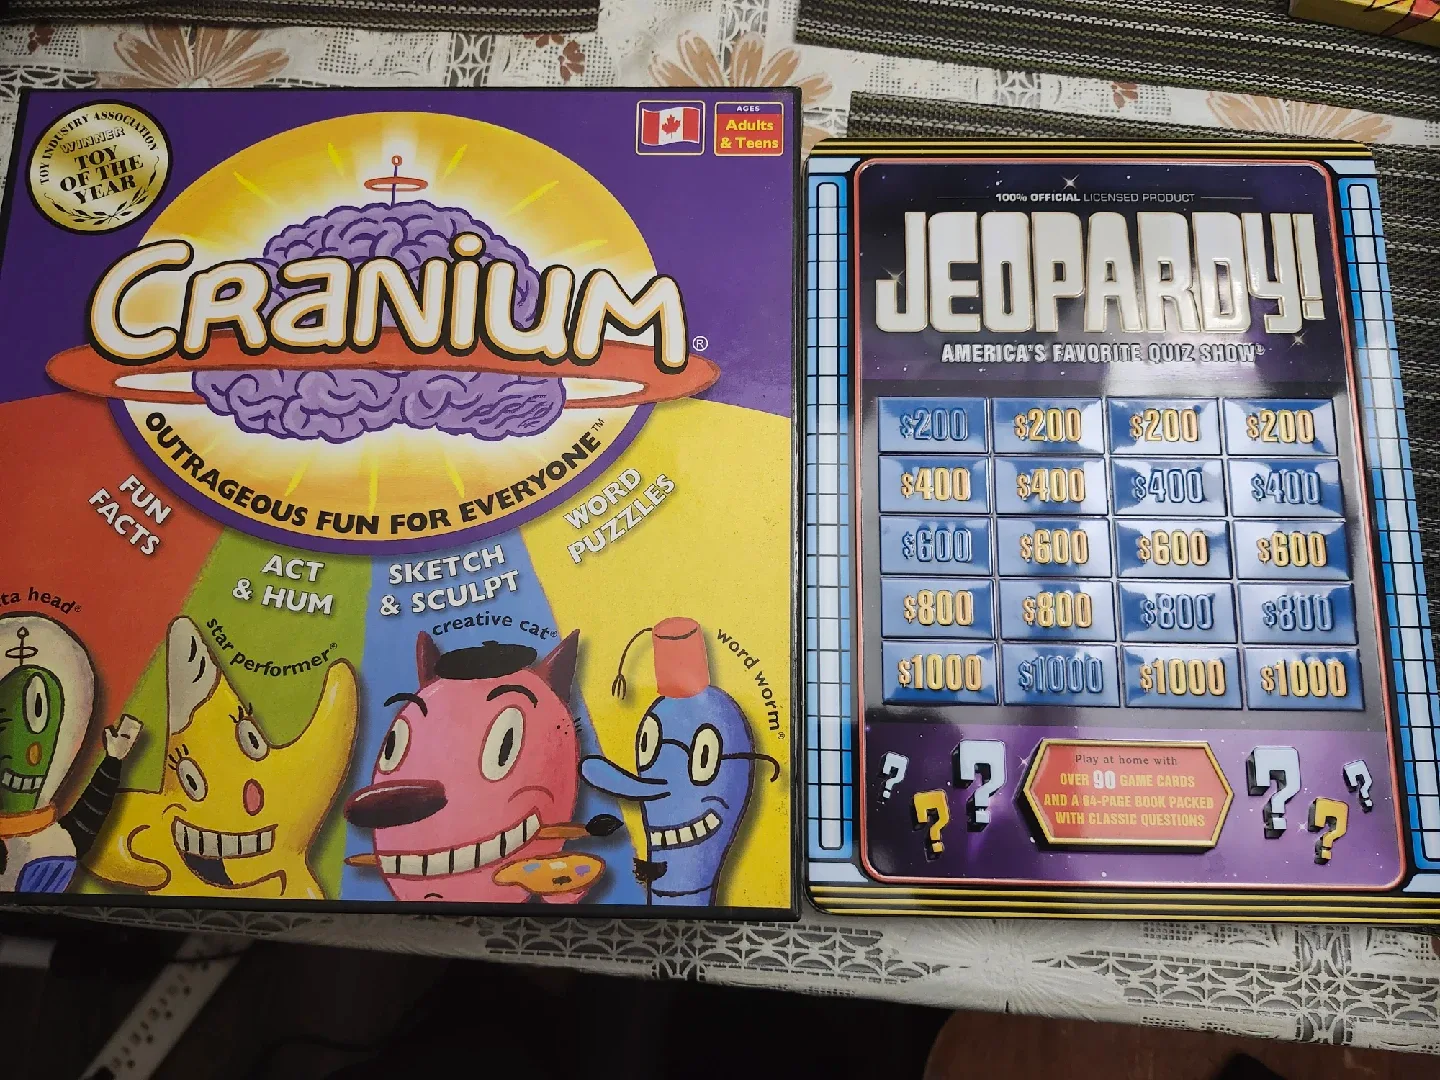 TOY INDUSTRY ASSOCIATION
WINNER
TOY
OF THE
YEAR
AGES
Adults
& Teens
CRANIUM®
OUTRAGEOUS FUN FOR EVERYONE™
FUN
FACTS
ACT
& HUM
SKETCH
& SCULPT
WORD
PUZZLES
ta head®
star performer®
creative cat®
word worm®
100% OFFICIAL LICENSED PRODUCT
JEOPARDY!
AMERICA'S FAVORITE QUIZ SHOW®
$200 $200 $200 $200
$400 $400 $400 $400
$600 $600 $600 $600
$800 $800 $800 $800
$1000 $1000 $1000 $1000
? ? ? ? ? ?
Play at home with
OVER 90 GAME CARDS
AND A 64-PAGE BOOK PACKED
WITH CLASSIC QUESTIONS